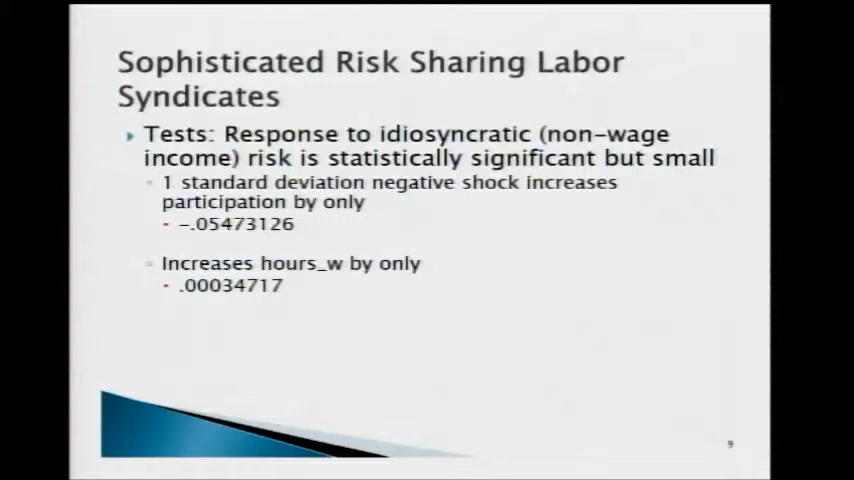 Sophisticated Risk Sharing Labor
Syndicates
Tests: Response to idiosyncratic (non-wage
income) risk is statistically significant but small
1 standard deviation negative shock increases
participation by only
-.05473126
Increases hours_w by only
.00034717
9